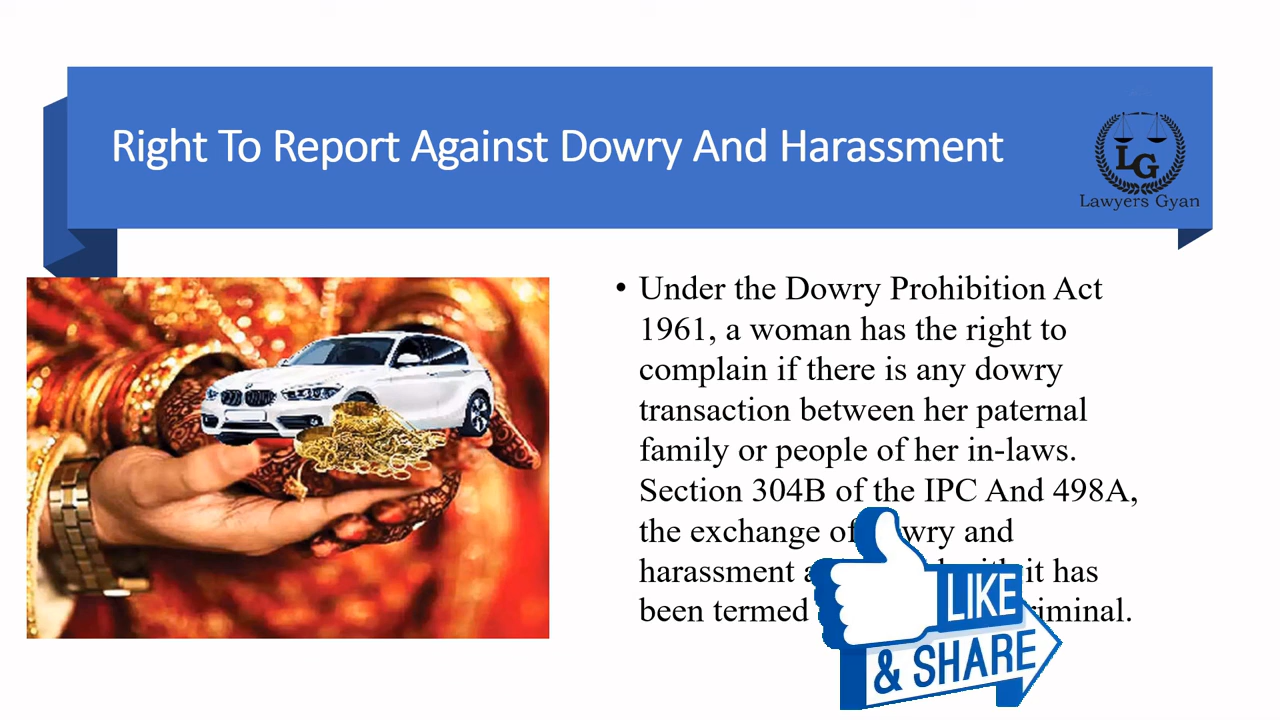 Right To Report Against Dowry And Harassment
LG
Lawyers Gyan
• Under the Dowry Prohibition Act
1961, a woman has the right to
complain if there is any dowry
transaction between her paternal
family or people of her in-laws.
Section 304B of the IPC And 498A,
the exchange of and
harassment it has
been termed
LIKE
& SHARE